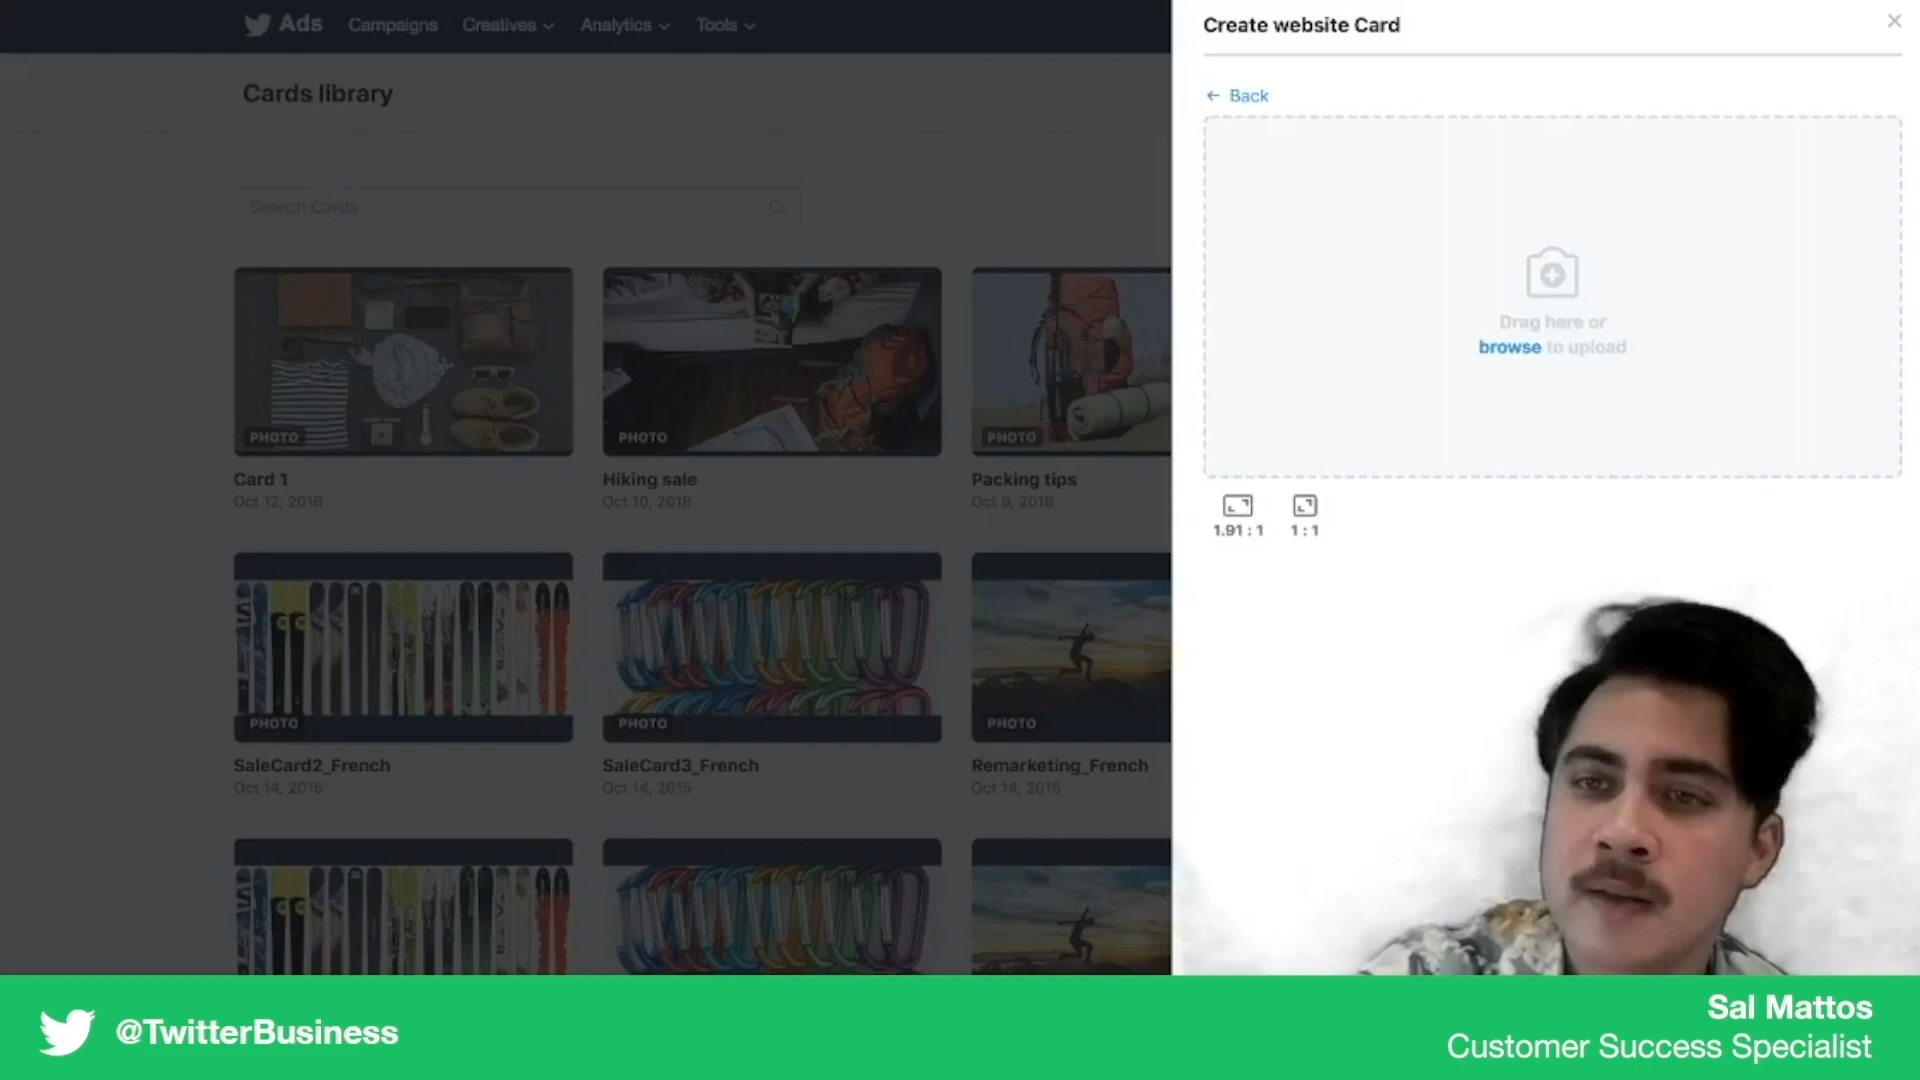 Ads Campaigns Creatives Analytics Tools
Cards library
Search Cards
PHOTO
PHOTO
PHOTO
Card 1
Hiking sale
Packing tips
Oct 12, 2018
Oct 10, 2018
Oct 9, 2018
PHOTO
PHOTO
PHOTO
SaleCard2_French
SaleCard3_French
Remarketing_French
Oct 14, 2015
Oct 14, 2015
Oct 14, 2015
Create website Card
← Back
Drag here or
browse to upload
1.91 : 1
1 : 1
@TwitterBusiness
Sal Mattos
Customer Success Specialist